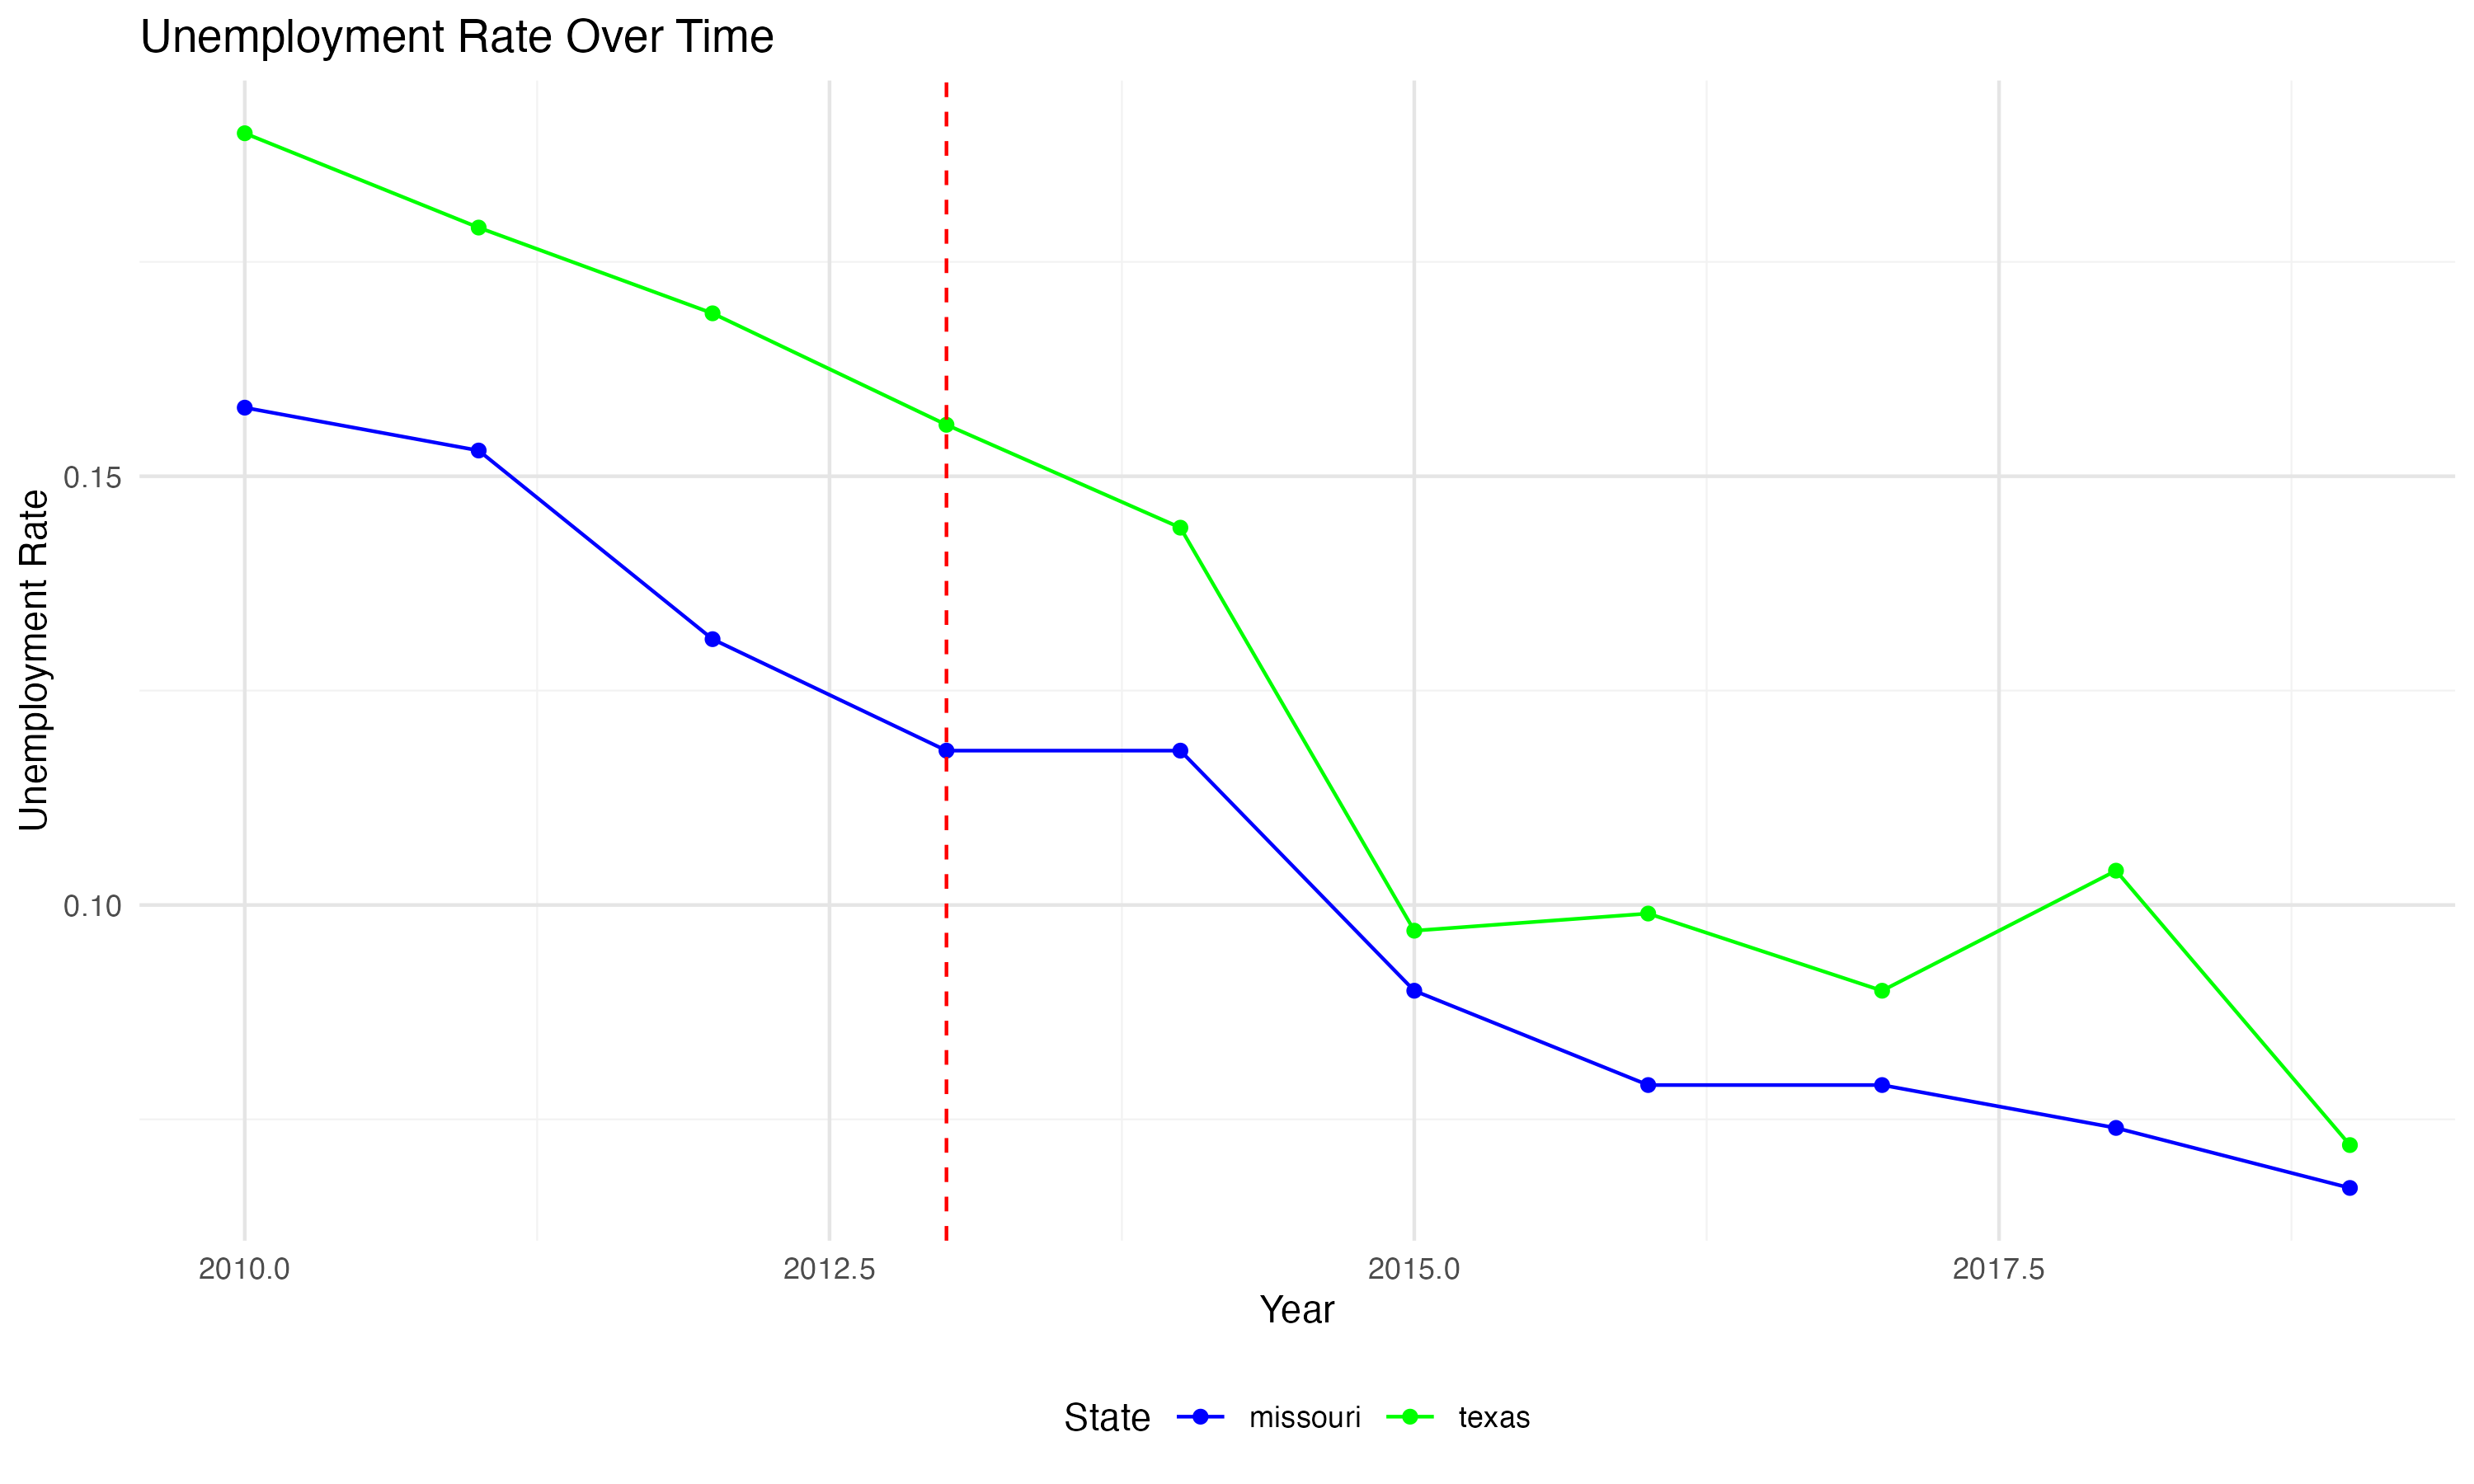 Unemployment Rate Over Time
Unemployment Rate
0.15
0.10
2010.0 2012.5 2015.0 2017.5
Year
State missouri texas